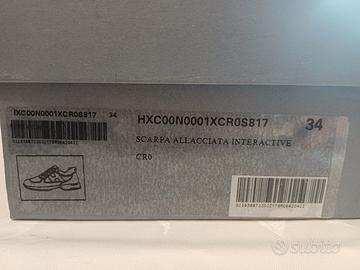 HXC00N0001XCR0S817 34
HXC00N0001XCR0S817 34
SCARPA ALLACCIATA INTERACTIVE
CR0
subito